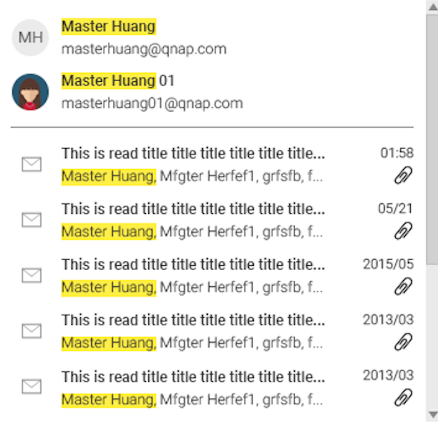 MH
Master Huang
masterhuang@qnap.com
Master Huang 01
masterhuang01@qnap.com
This is read title title title title title title... 01:58
Master Huang, Mfgter Herfef1, grfsfb, f...
This is read title title title title title title... 05/21
Master Huang, Mfgter Herfef1, grfsfb, f...
This is read title title title title title title... 2015/05
Master Huang, Mfgter Herfef1, grfsfb, f...
This is read title title title title title title... 2013/03
Master Huang, Mfgter Herfef1, grfsfb, f...
This is read title title title title title title... 2013/03
Master Huang, Mfgter Herfef1, grfsfb, f...